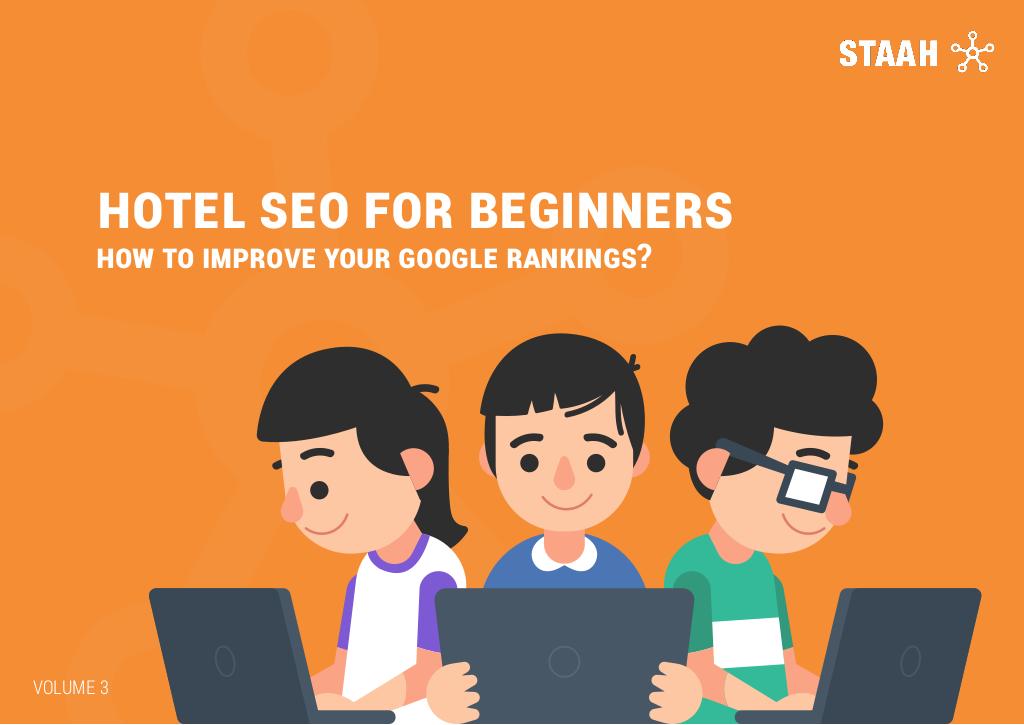 STAAH
HOTEL SEO FOR BEGINNERS
HOW TO IMPROVE YOUR GOOGLE RANKINGS?
VOLUME 3